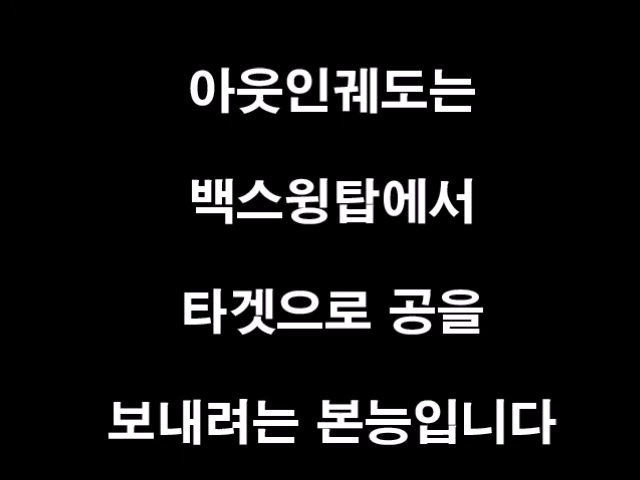 아웃인궤도는
백스윙탑에서
타겟으로 공을
보내려는 본능입니다